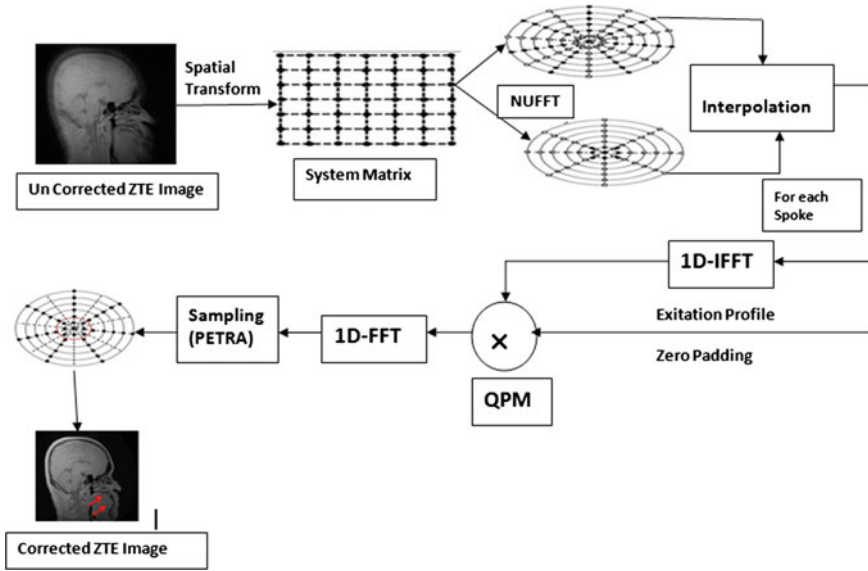 Spatial
Transform
NUFFT
Interpolation
Un Corrected ZTE Image
System Matrix
For each
Spoke
1D-IFFT
Sampling
(PETRA)
1D-FFT
×
Exitation Profile
Zero Padding
QPM
Corrected ZTE Image